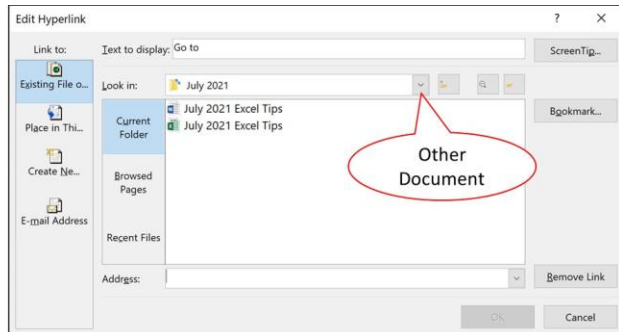 Edit Hyperlink
? ×
Link to:
Text to display: Go to
ScreenTip...
Existing File o...
Look in:
July 2021
Bookmark...
Place in Thi...
Current
Folder
July 2021 Excel Tips
July 2021 Excel Tips
Other
Document
Create Ne...
Browsed
Pages
E-mail Address
Recent Files
Address:
Remove Link
OK
Cancel